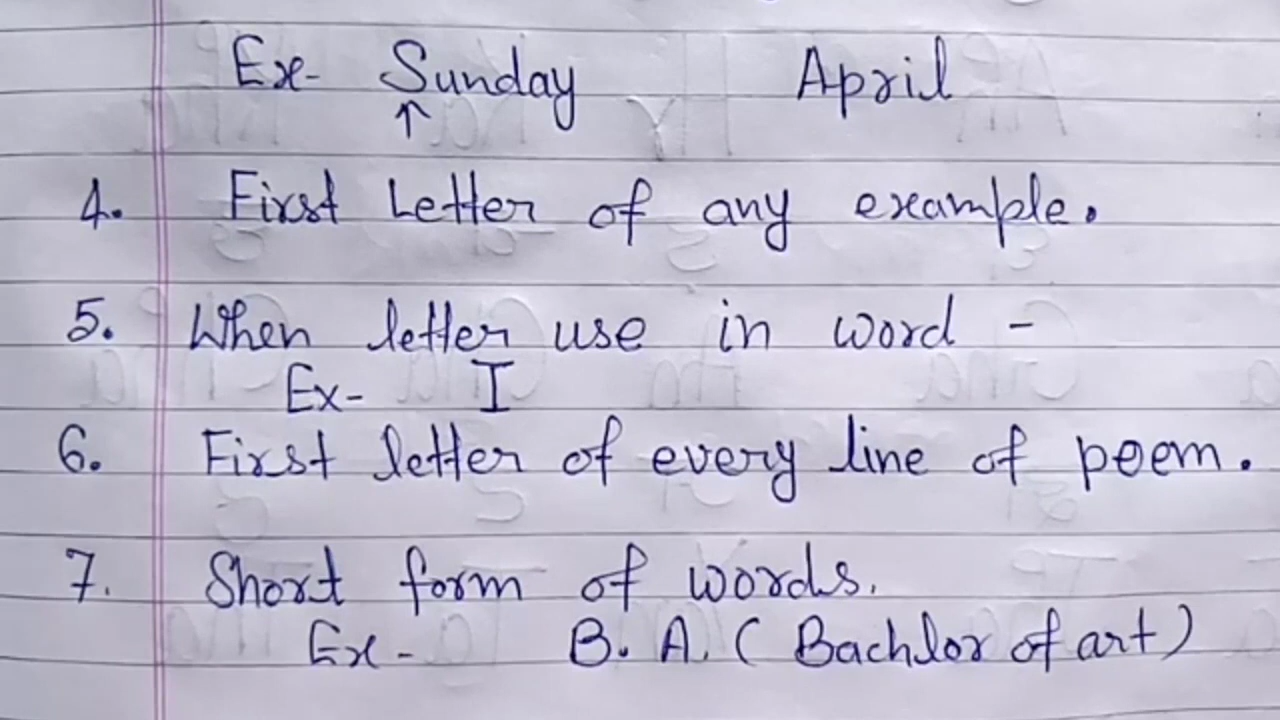 Ex- Sunday April
↑
4. First Letter of any example.
5. When letter use in word -
Ex- I
6. First letter of every line of poem.
7. Short form of words.
Ex- B. A. ( Bachlor of art)